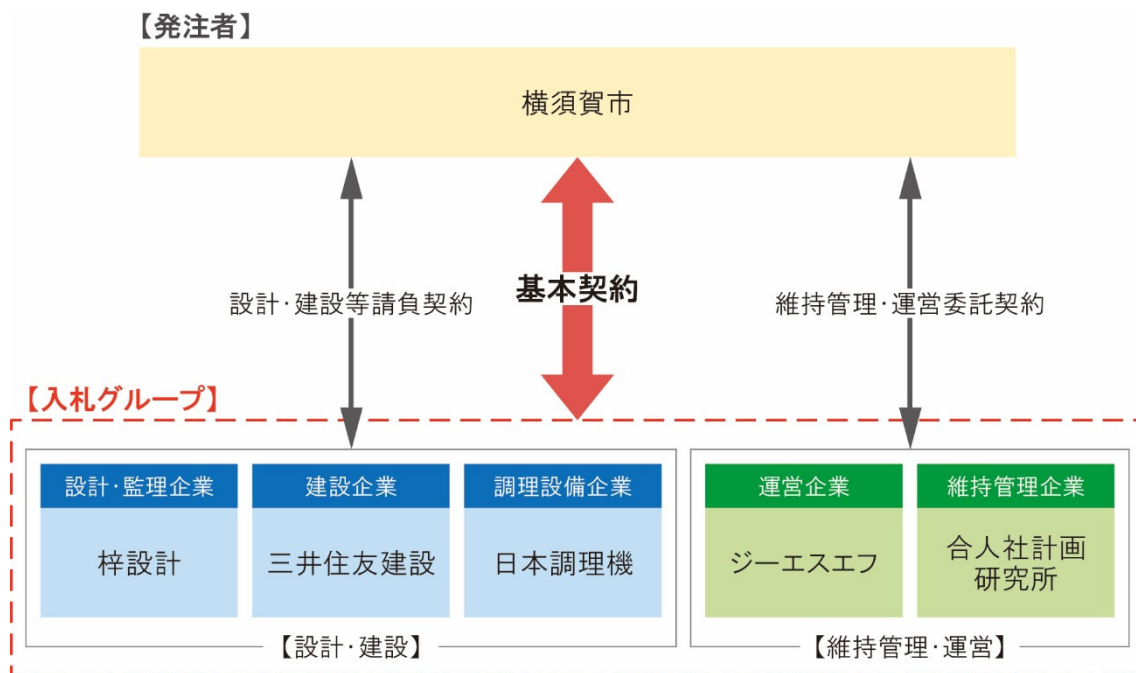 【発注者】
横須賀市
設計・建設等請負契約
基本契約
維持管理・運営委託契約
【入札グループ】
設計・監理企業
梓設計
建設企業
三井住友建設
調理設備企業
日本調理機
【設計・建設】
運営企業
ジーエスエフ
維持管理企業
合人社計画
研究所
【維持管理・運営】